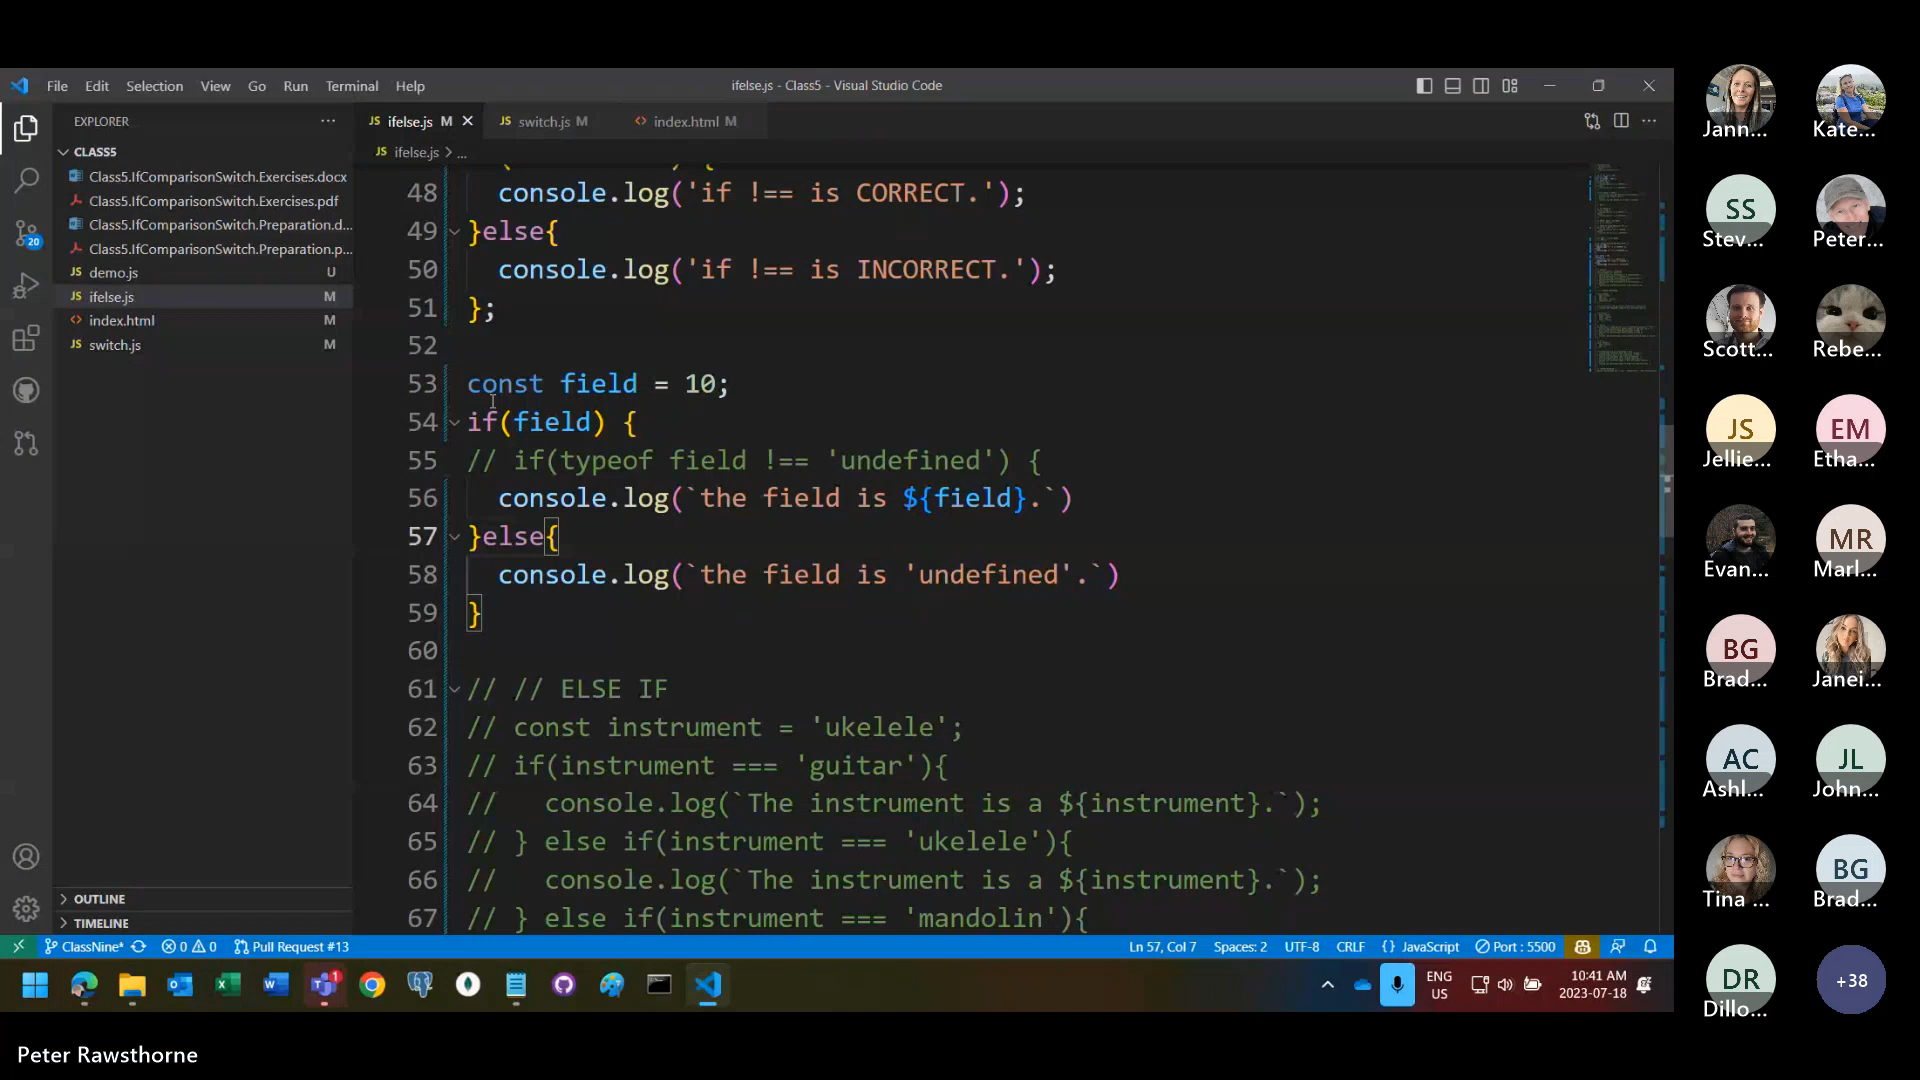 File Edit Selection View Go Run Terminal Help
ifelse.js - Class5 - Visual Studio Code
EXPLORER
JS ifelse.js M
JS switch.js M
<> index.html M
JS ifelse.js > ...
CLASS5
Class5.IfComparisonSwitch.Exercises.docx
Class5.IfComparisonSwitch.Exercises.pdf
Class5.IfComparisonSwitch.Preparation.d...
Class5.IfComparisonSwitch.Preparation.p...
JS demo.js U
JS ifelse.js M
<> index.html M
JS switch.js M
20
48 console.log('if !== is CORRECT.');
49 }else{
50 console.log('if !== is INCORRECT.');
51 };
52
53 const field = 10;
54 if(field) {
55 // if(typeof field !== 'undefined') {
56 console.log(`the field is ${field}.`)
57 }else{
58 console.log(`the field is 'undefined'.`)
59 }
60
61 // // ELSE IF
62 // const instrument = 'ukelele';
63 // if(instrument === 'guitar'){
64 //   console.log(`The instrument is a ${instrument}.`);
65 // } else if(instrument === 'ukelele'){
66 //   console.log(`The instrument is a ${instrument}.`);
67 // } else if(instrument === 'mandolin'){
OUTLINE
TIMELINE
ClassNine* 0 0 Pull Request #13
Ln 57, Col 7 Spaces: 2 UTF-8 CRLF {} JavaScript Port : 5500
1
ENG
US
10:41 AM
2023-07-18
Peter Rawsthorne
Jann...
Kate...
SS
Stev...
Peter...
Scott...
Rebe...
JS
Jellie...
EM
Etha...
Evan...
MR
Marl...
BG
Brad...
Janei...
AC
Ashl...
JL
John...
Tina ...
BG
Brad...
DR
Dillo...
+38